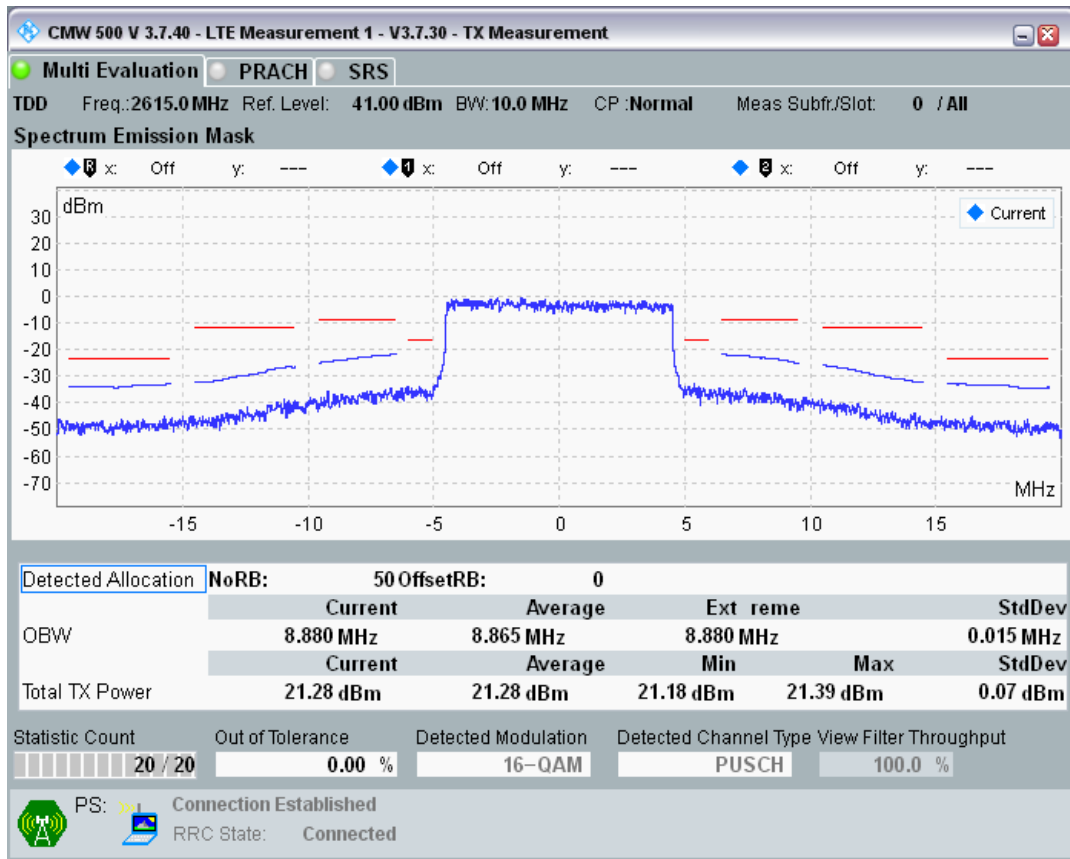 CMW 500 V 3.7.40 - LTE Measurement 1 - V3.7.30 - TX Measurement
Multi Evaluation PRACH SRS
TDD Freq.:2615.0 MHz Ref. Level: 41.00 dBm BW:10.0 MHz CP :Normal Meas Subfr./Slot: 0 / All
Spectrum Emission Mask
R x: Off y: --- 1 x: Off y: --- 2 x: Off y: ---
dBm
Current
30
20
10
0
-10
-20
-30
-40
-50
-60
-70
MHz
-15 -10 -5 0 5 10 15
Detected Allocation NoRB: 50 OffsetRB: 0
Current Average Ext reme StdDev
OBW 8.880 MHz 8.865 MHz 8.880 MHz 0.015 MHz
Current Average Min Max StdDev
Total TX Power 21.28 dBm 21.28 dBm 21.18 dBm 21.39 dBm 0.07 dBm
Statistic Count Out of Tolerance Detected Modulation Detected Channel Type View Filter Throughput
20 / 20 0.00 % 16-QAM PUSCH 100.0 %
PS: Connection Established
RRC State: Connected